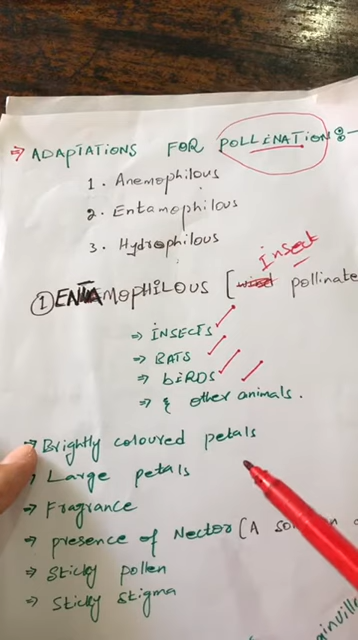 ⇒ ADAPTATIONS FOR POLLINATION :-
1. Anemophilous
2. Entamophilous
3. Hydrophilous
insect
① ENTAMOPHILOUS [wind pollinate
⇒ INSECTS ✓
⇒ BATS ✓
⇒ BIRDS ✓ ✓
⇒ & other animals.
⇒ Brightly coloured petals
⇒ Large petals
⇒ Fragrance
⇒ presence of Nector (A
⇒ Sticky pollen
⇒ Sticky stigma